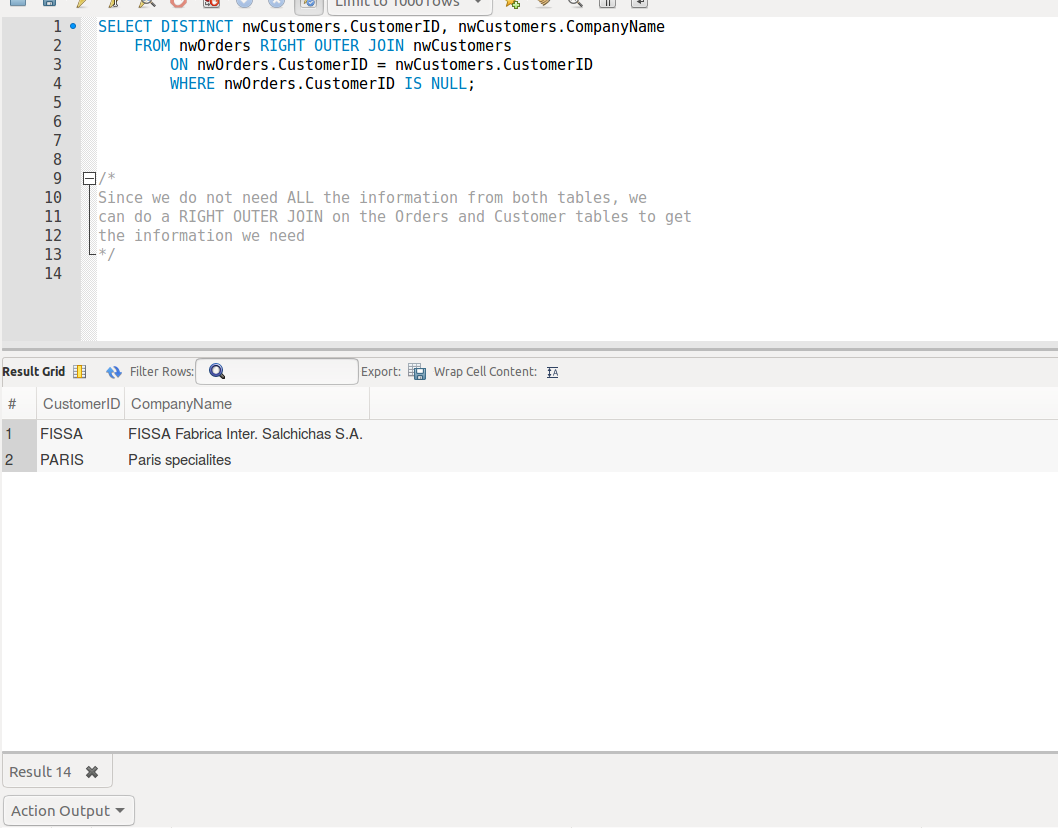 Limit to 1000 rows
1 SELECT DISTINCT nwCustomers.CustomerID, nwCustomers.CompanyName
2 FROM nwOrders RIGHT OUTER JOIN nwCustomers
3 ON nwOrders.CustomerID = nwCustomers.CustomerID
4 WHERE nwOrders.CustomerID IS NULL;
5
6
7
8
9 /*
10 Since we do not need ALL the information from both tables, we
11 can do a RIGHT OUTER JOIN on the Orders and Customer tables to get
12 the information we need
13 */
14
Result Grid Filter Rows: Export: Wrap Cell Content:
# CustomerID CompanyName
1 FISSA FISSA Fabrica Inter. Salchichas S.A.
2 PARIS Paris specialites
Result 14
Action Output